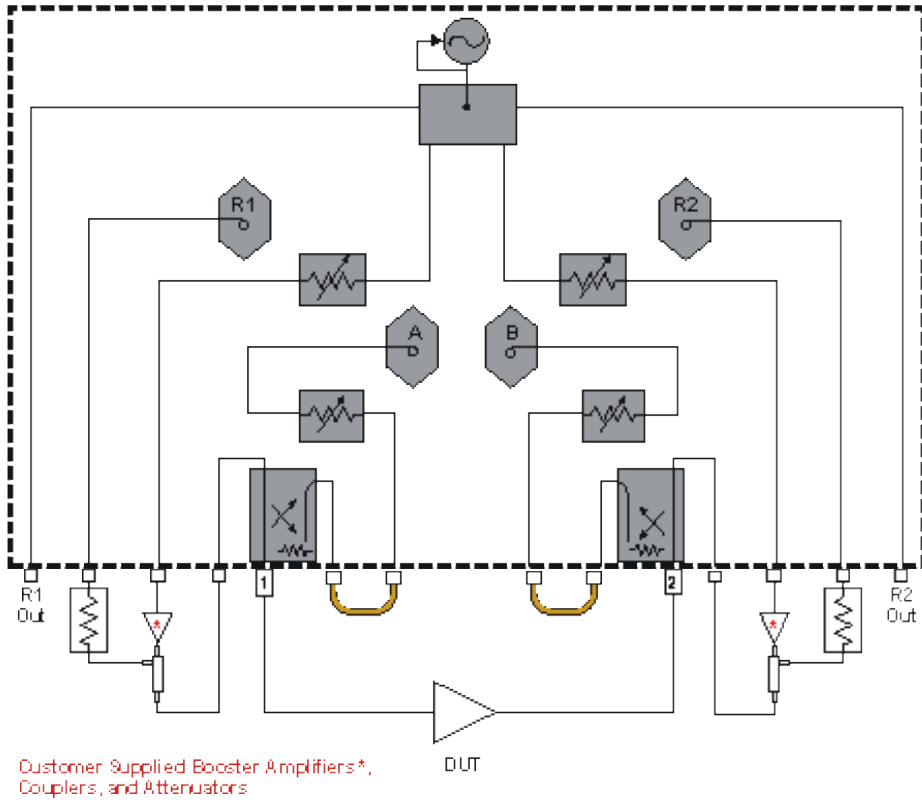 R1
R2
A
B
1
2
R1
Out
R2
Out
*
*
DUT
Customer Supplied Booster Amplifiers*,
Couplers, and Attenuators